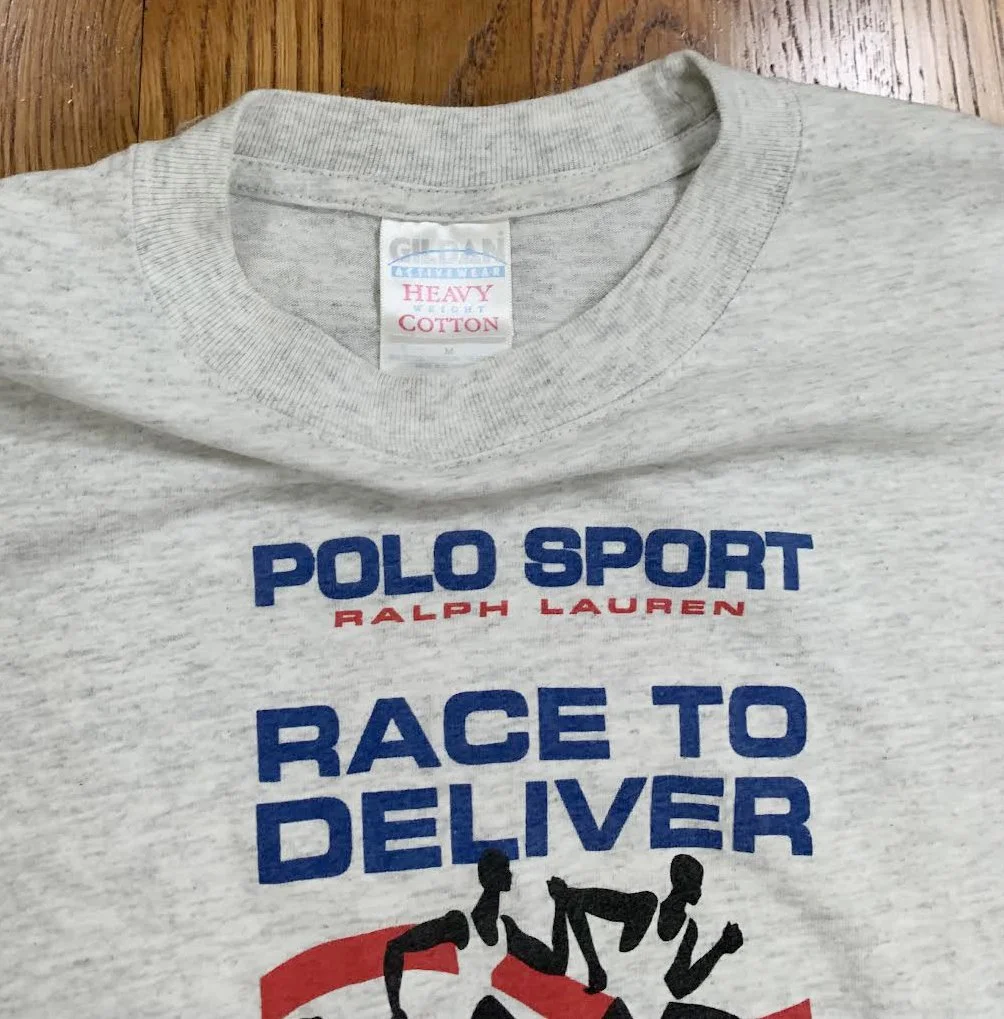 GILDAN
ACTIVEWEAR
HEAVY
WEIGHT
COTTON
M
POLO SPORT
RALPH LAUREN
RACE TO
DELIVER